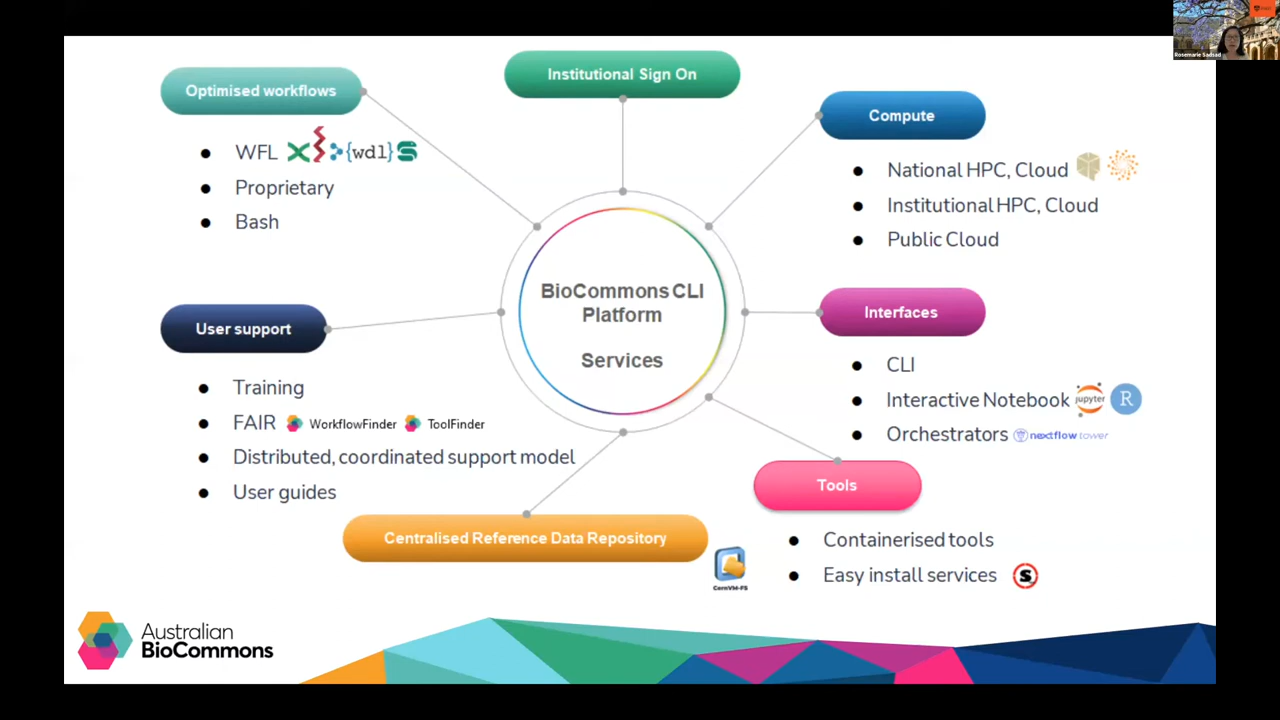 Rosemarie Sadsad
Institutional Sign On
Optimised workflows
WFL {wdl}
Proprietary
Bash
Compute
National HPC, Cloud
Institutional HPC, Cloud
Public Cloud
BioCommons CLI
Platform
Services
User support
Training
FAIR WorkflowFinder ToolFinder
Distributed, coordinated support model
User guides
Interfaces
CLI
Interactive Notebook jupyter R
Orchestrators nextflow tower
Centralised Reference Data Repository
CernVM-FS
Tools
Containerised tools
Easy install services S
Australian
BioCommons